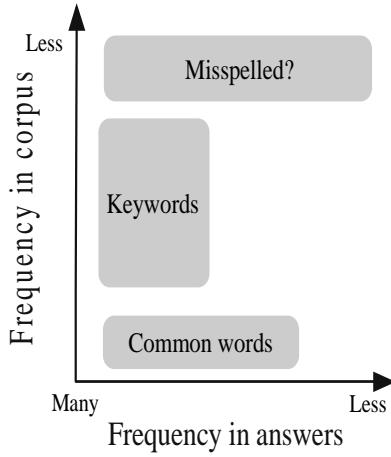 Less
Misspelled?
Frequency in corpus
Keywords
Common words
Many
Less
Frequency in answers